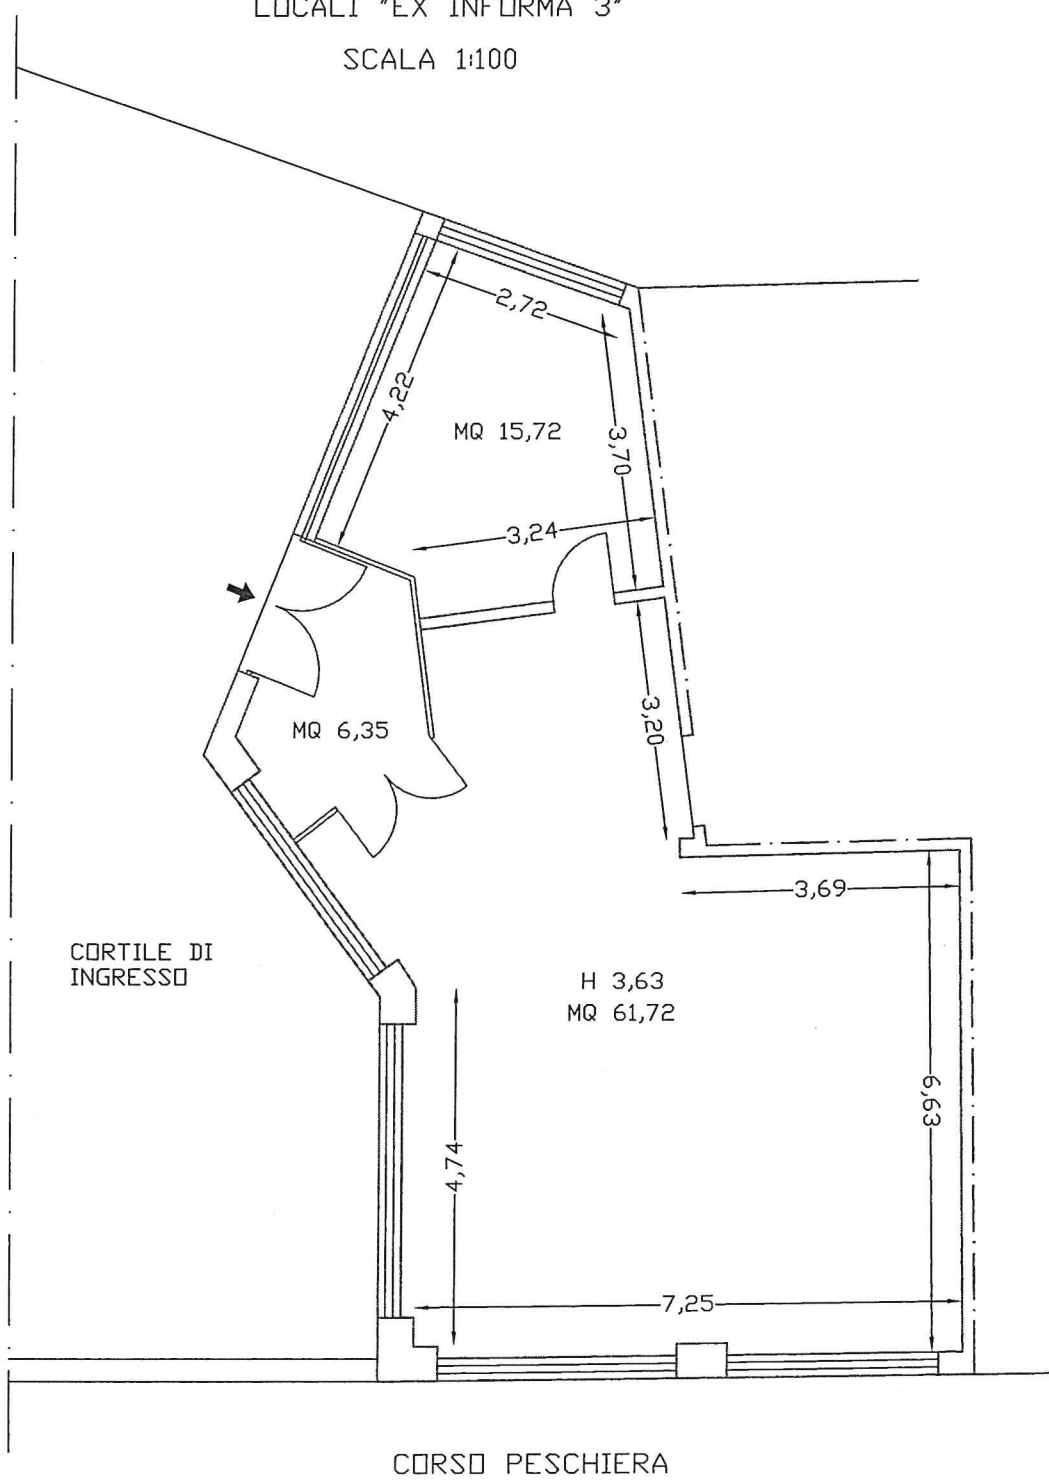 LOCALI "EX INFORMA 3"
SCALA 1:100
2,72
4,22
MQ 15,72
3,70
3,24
3,20
MQ 6,35
3,69
CORTILE DI
INGRESSO
H 3,63
MQ 61,72
6,63
4,74
7,25
CORSO PESCHIERA